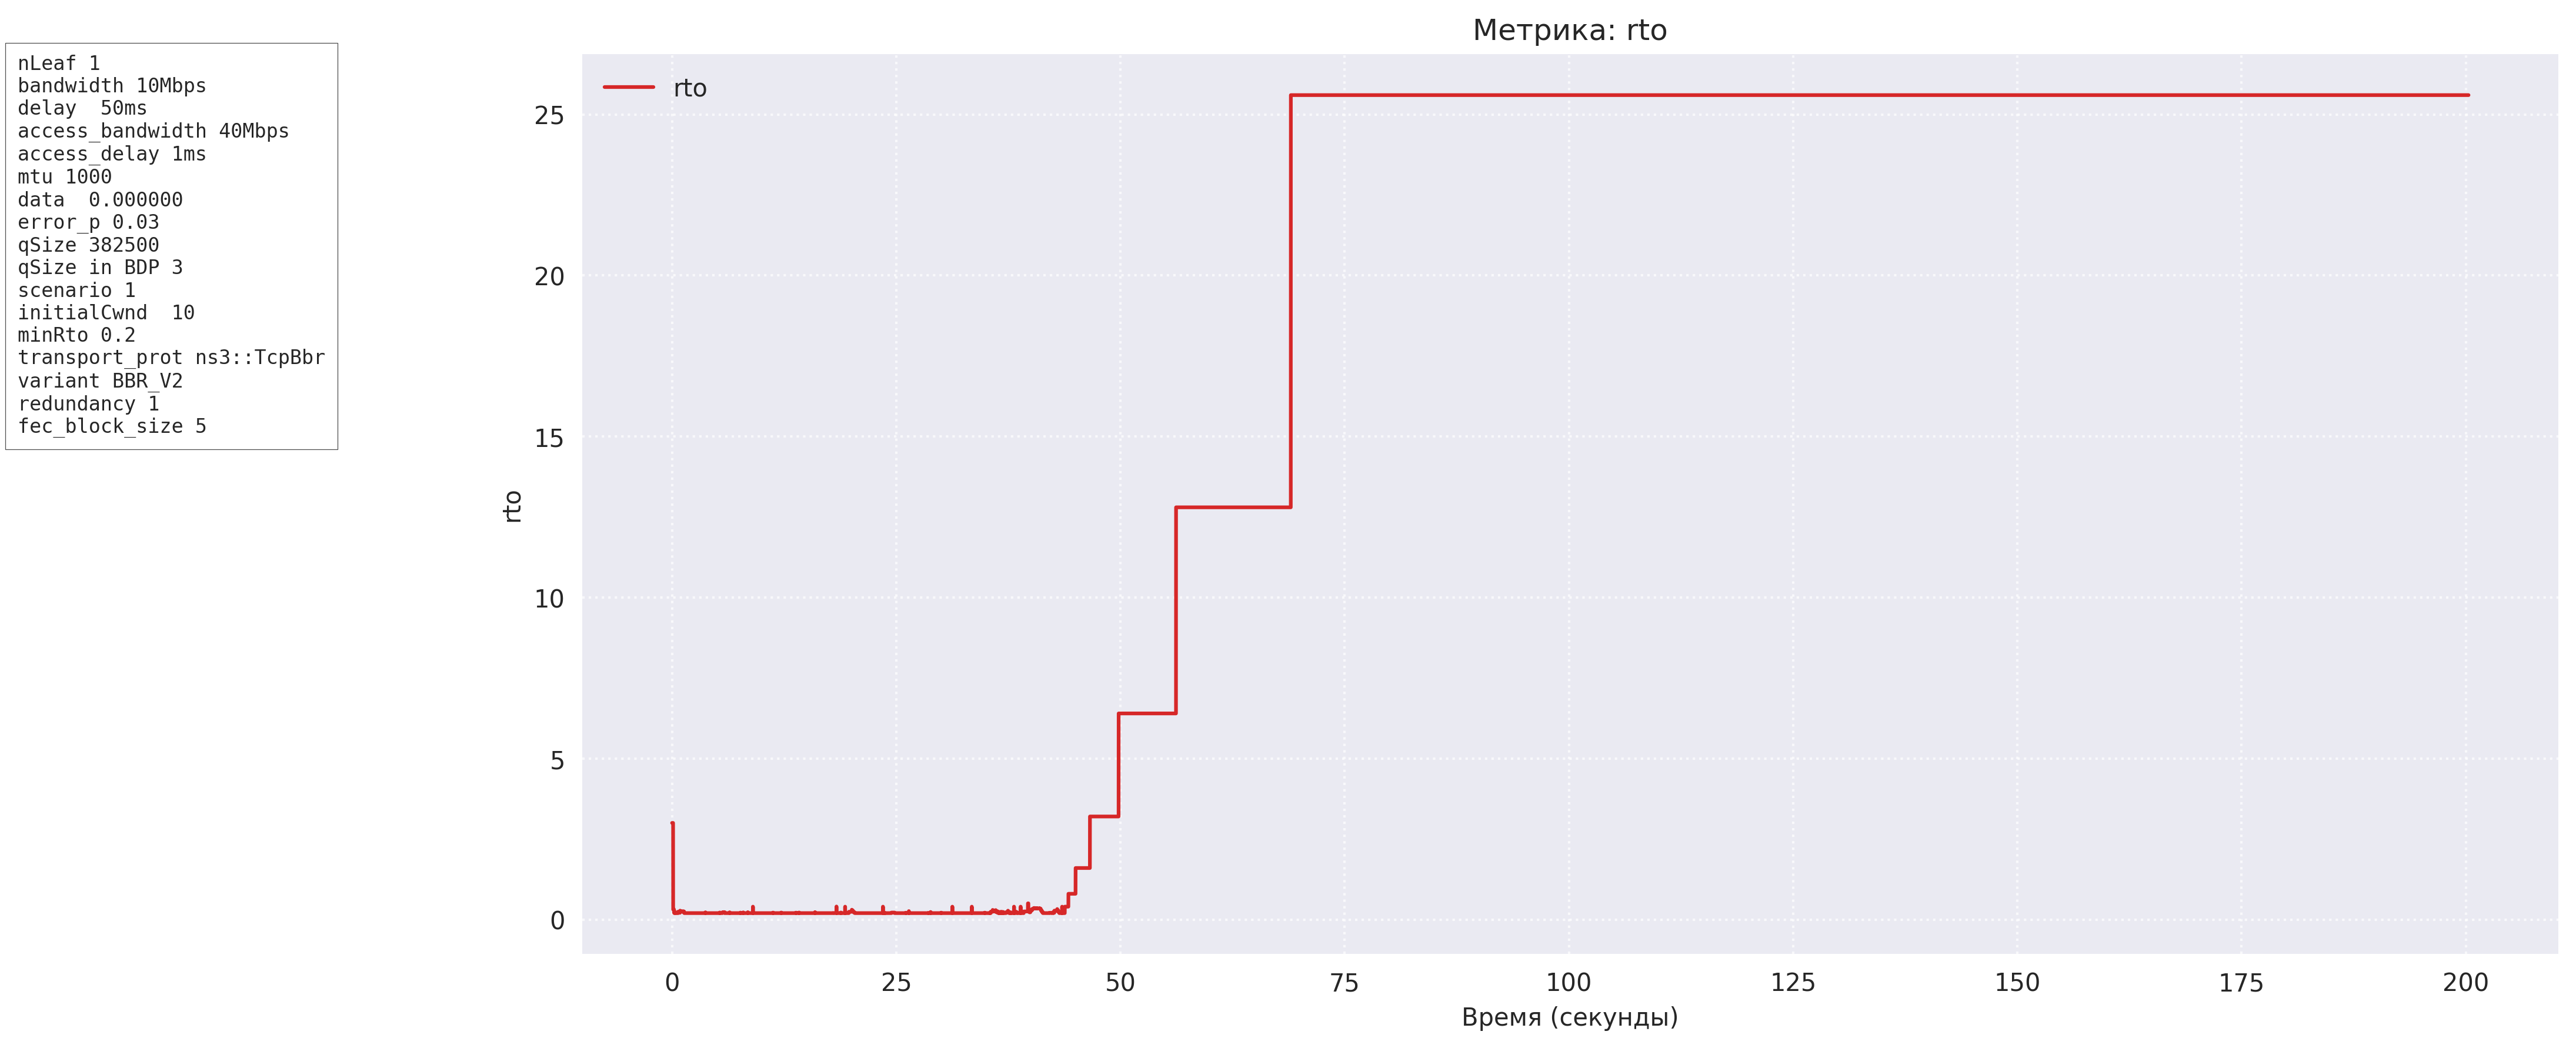 Метрика: rto
nLeaf 1
bandwidth 10Mbps
delay  50ms
access_bandwidth 40Mbps
access_delay 1ms
mtu 1000
data  0.000000
error_p 0.03
qSize 382500
qSize in BDP 3
scenario 1
initialCwnd  10
minRto 0.2
transport_prot ns3::TcpBbr
variant BBR_V2
redundancy 1
fec_block_size 5
rto
25
20
15
10
5
0
rto
0 25 50 75 100 125 150 175 200
Время (секунды)